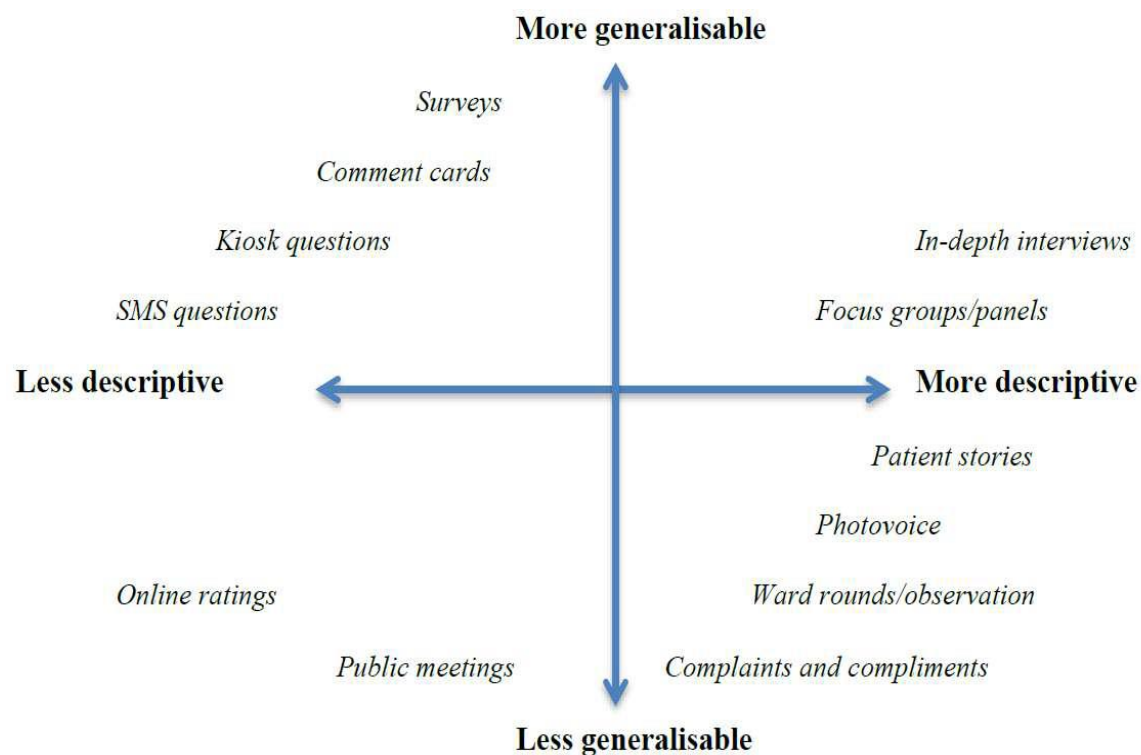 More generalisable
Surveys
Comment cards
Kiosk questions
In-depth interviews
SMS questions
Focus groups/panels
Less descriptive
More descriptive
Patient stories
Photovoice
Online ratings
Ward rounds/observation
Public meetings
Complaints and compliments
Less generalisable